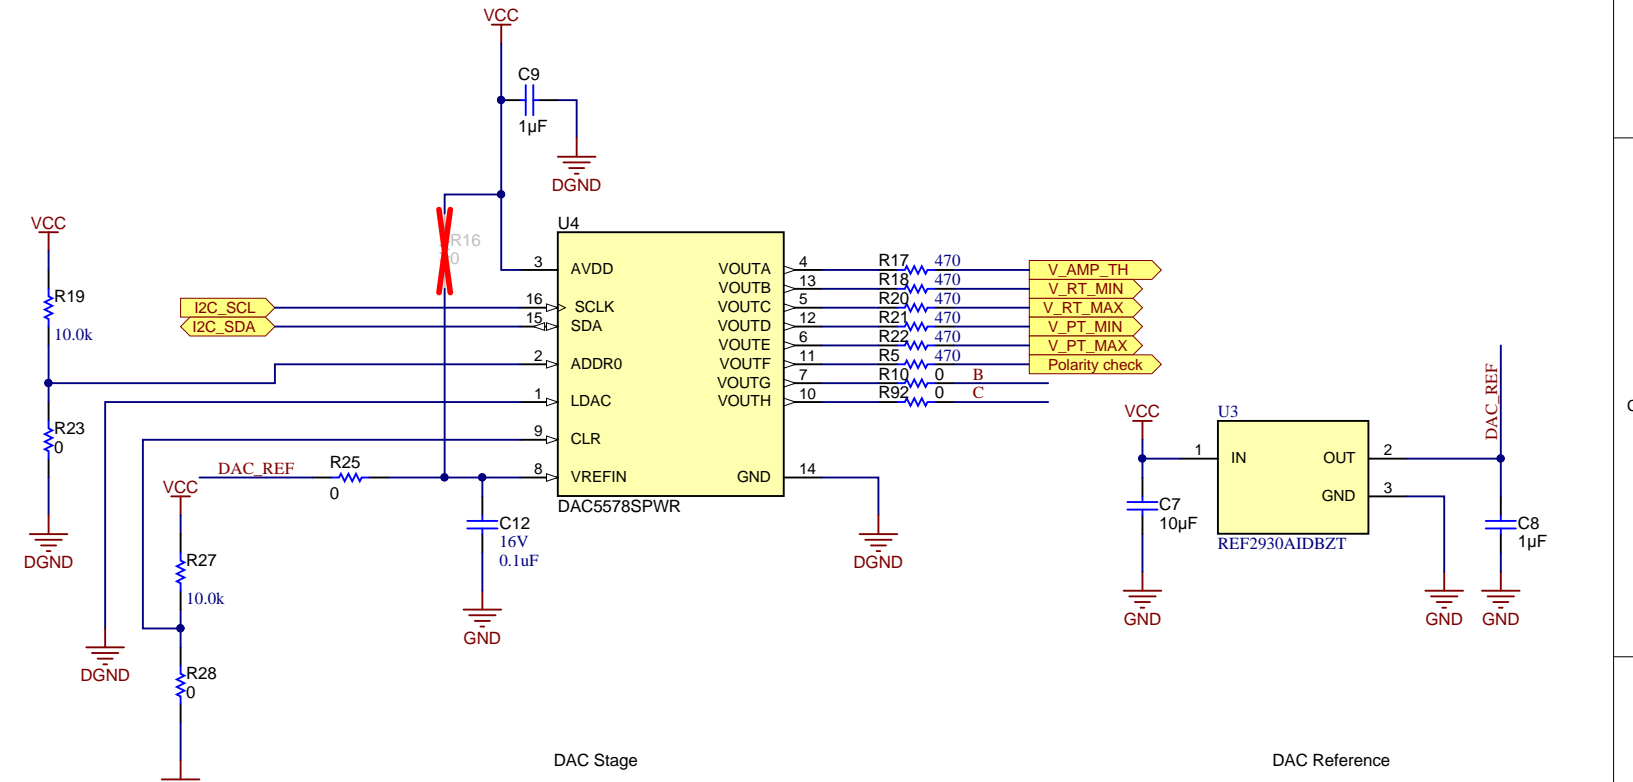 VCC
C9
1µF
DGND
VCC
R19
10.0k
R23
0
DGND
R16
0
U4
3 AVDD
16 SCLK
15 SDA
2 ADDR0
1 LDAC
9 CLR
8 VREFIN
VOUTA 4
VOUTB 13
VOUTC 5
VOUTD 12
VOUTE 6
VOUTF 11
VOUTG 7
VOUTH 10
GND 14
DAC5578SPWR
I2C_SCL
I2C_SDA
R17 470 V_AMP_TH
R18 470 V_RT_MIN
R20 470 V_RT_MAX
R21 470 V_PT_MIN
R22 470 V_PT_MAX
R5 470 Polarity check
R10 0 B
R92 0 C
DGND
DAC_REF
R25
0
VCC
R27
10.0k
R28
0
DGND
C12
16V
0.1uF
GND
VCC
U3
1 IN
OUT 2
GND 3
REF2930AIDBZT
C7
10µF
GND
GND
DAC_REF
C8
1µF
GND
DAC Stage
DAC Reference